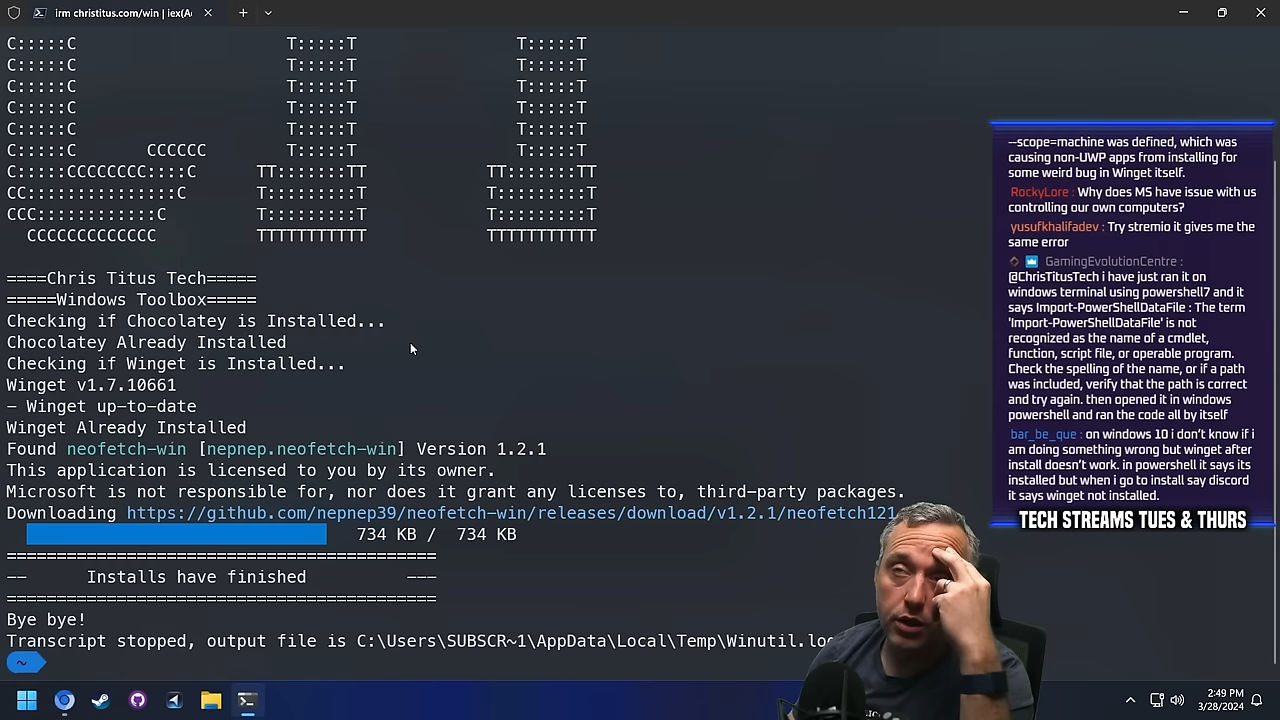 irm christitus.com/win | iex(A
C:::::C T:::::T T:::::T
C:::::C T:::::T T:::::T
C:::::C T:::::T T:::::T
C:::::C T:::::T T:::::T
C:::::C T:::::T T:::::T
C:::::C CCCCCC T:::::T T:::::T
C:::::CCCCCCCC::::C TT:::::::TT TT:::::::TT
CC:::::::::::::::C T:::::::::T T:::::::::T
CCC::::::::::::C T:::::::::T T:::::::::T
CCCCCCCCCCCCC TTTTTTTTTTT TTTTTTTTTTT
====Chris Titus Tech=====
=====Windows Toolbox=====
Checking if Chocolatey is Installed...
Chocolatey Already Installed
Checking if Winget is Installed...
Winget v1.7.10661
- Winget up-to-date
Winget Already Installed
Found neofetch-win [nepnep.neofetch-win] Version 1.2.1
This application is licensed to you by its owner.
Microsoft is not responsible for, nor does it grant any licenses to, third-party packages.
Downloading https://github.com/nepnep39/neofetch-win/releases/download/v1.2.1/neofetch121
734 KB / 734 KB
===========================================
-- Installs have finished ---
===========================================
Bye bye!
Transcript stopped, output file is C:\Users\SUBSCR~1\AppData\Local\Temp\Winutil.lo
~
--scope=machine was defined, which was
causing non-UWP apps from installing for
some weird bug in Winget itself.
RockyLore : Why does MS have issue with us
controlling our own computers?
yusufkhalifadev : Try stremio it gives me the
same error
GamingEvolutionCentre :
@ChrisTitusTech i have just ran it on
windows terminal using powershell7 and it
says Import-PowerShellDataFile : The term
'Import-PowerShellDataFile' is not
recognized as the name of a cmdlet,
function, script file, or operable program.
Check the spelling of the name, or if a path
was included, verify that the path is correct
and try again. then opened it in windows
powershell and ran the code all by itself
bar_be_que : on windows 10 i don't know if i
am doing something wrong but winget after
install doesn't work. in powershell it says its
installed but when i go to install say discord
it says winget not installed.
TECH STREAMS TUES & THURS
2:49 PM
3/28/2024